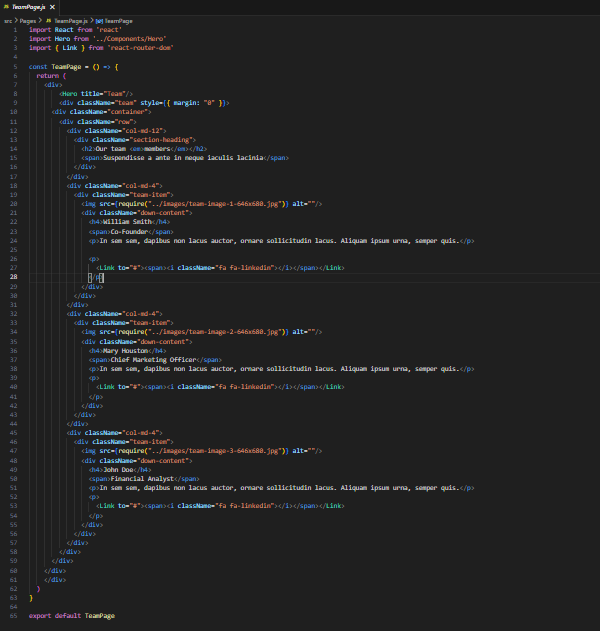 TeamPage.js ×
src > Pages > JS TeamPage.js > TeamPage
1 import React from 'react'
2 import Hero from '../Components/Hero'
3 import { Link } from 'react-router-dom'
4
5 const TeamPage = () => {
6 return (
7 <div>
8 <Hero title="Team"/>
9 <div className="team" style={{ margin: "0" }}>
10 <div className="container">
11 <div className="row">
12 <div className="col-md-12">
13 <div className="section-heading">
14 <h2>Our team <em>members</em></h2>
15 <span>Suspendisse a ante in neque iaculis lacinia</span>
16 </div>
17 </div>
18 <div className="col-md-4">
19 <div className="team-item">
20 <img src={require("../images/team-image-1-646x680.jpg")} alt=""/>
21 <div className="down-content">
22 <h4>William Smith</h4>
23 <span>Co-Founder</span>
24 <p>In sem sem, dapibus non lacus auctor, ornare sollicitudin lacus. Aliquam ipsum urna, semper quis.</p>
25
26 <p>
27 <Link to="#"><span><i className="fa fa-linkedin"></i></span></Link>
28 </p>
29 </div>
30 </div>
31 </div>
32 <div className="col-md-4">
33 <div className="team-item">
34 <img src={require("../images/team-image-2-646x680.jpg")} alt=""/>
35 <div className="down-content">
36 <h4>Mary Houston</h4>
37 <span>Chief Marketing Officer</span>
38 <p>In sem sem, dapibus non lacus auctor, ornare sollicitudin lacus. Aliquam ipsum urna, semper quis.</p>
39 <p>
40 <Link to="#"><span><i className="fa fa-linkedin"></i></span></Link>
41 </p>
42 </div>
43 </div>
44 </div>
45 <div className="col-md-4">
46 <div className="team-item">
47 <img src={require("../images/team-image-3-646x680.jpg")} alt=""/>
48 <div className="down-content">
49 <h4>John Doe</h4>
50 <span>Financial Analyst</span>
51 <p>In sem sem, dapibus non lacus auctor, ornare sollicitudin lacus. Aliquam ipsum urna, semper quis.</p>
52 <p>
53 <Link to="#"><span><i className="fa fa-linkedin"></i></span></Link>
54 </p>
55 </div>
56 </div>
57 </div>
58 </div>
59 </div>
60 </div>
61 </div>
62 )
63 }
64
65 export default TeamPage